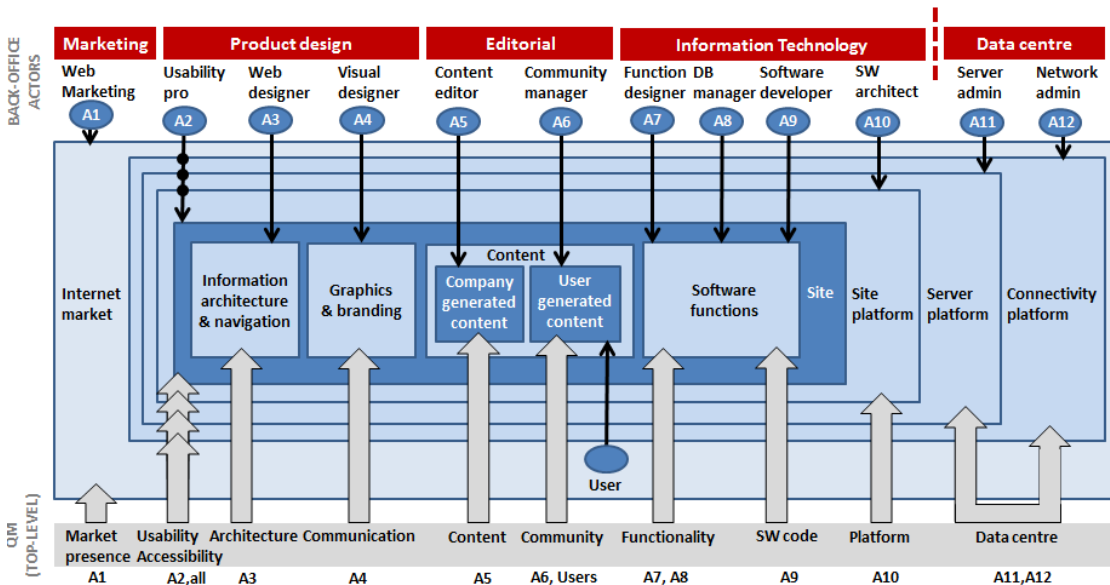 BACK-OFFICE
ACTORS
Marketing
Product design
Editorial
Information Technology
Data centre
Web
Marketing
Usability
pro
Web
designer
Visual
designer
Content
editor
Community
manager
Function
designer
DB
manager
Software
developer
SW
architect
Server
admin
Network
admin
A1
A2
A3
A4
A5
A6
A7
A8
A9
A10
A11
A12
Internet
market
Information
architecture
& navigation
Graphics
& branding
Content
Company
generated
content
User
generated
content
Software
functions
Site
Site
platform
Server
platform
Connectivity
platform
User
QM
(TOP-LEVEL)
Market
presence
Usability
Accessibility
Architecture
Communication
Content
Community
Functionality
SW code
Platform
Data centre
A1
A2,all
A3
A4
A5
A6, Users
A7, A8
A9
A10
A11,A12